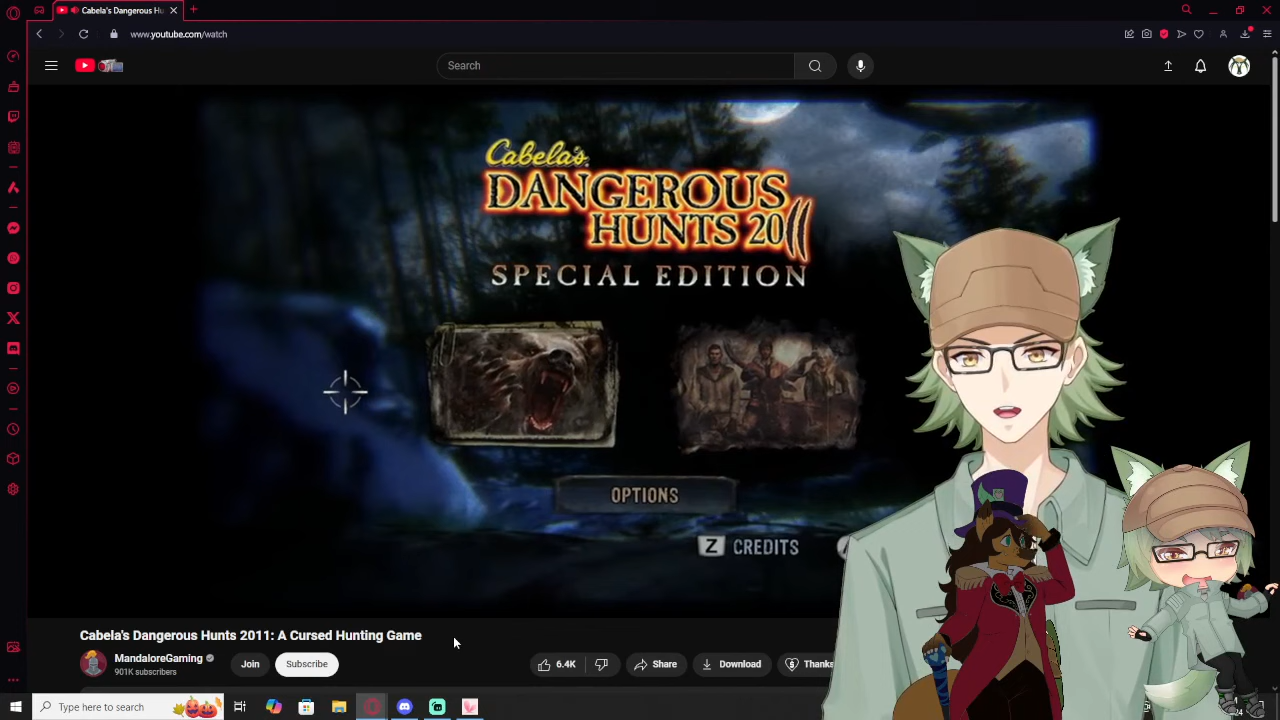 Cabela's Dangerous Hu
www.youtube.com/watch
Search
Cabela's
DANGEROUS
HUNTS 2011
SPECIAL EDITION
OPTIONS
Z CREDITS
Cabela's Dangerous Hunts 2011: A Cursed Hunting Game
MandaloreGaming
901K subscribers
Join
Subscribe
6.4K
Share
Download
Thanks
Type here to search
24